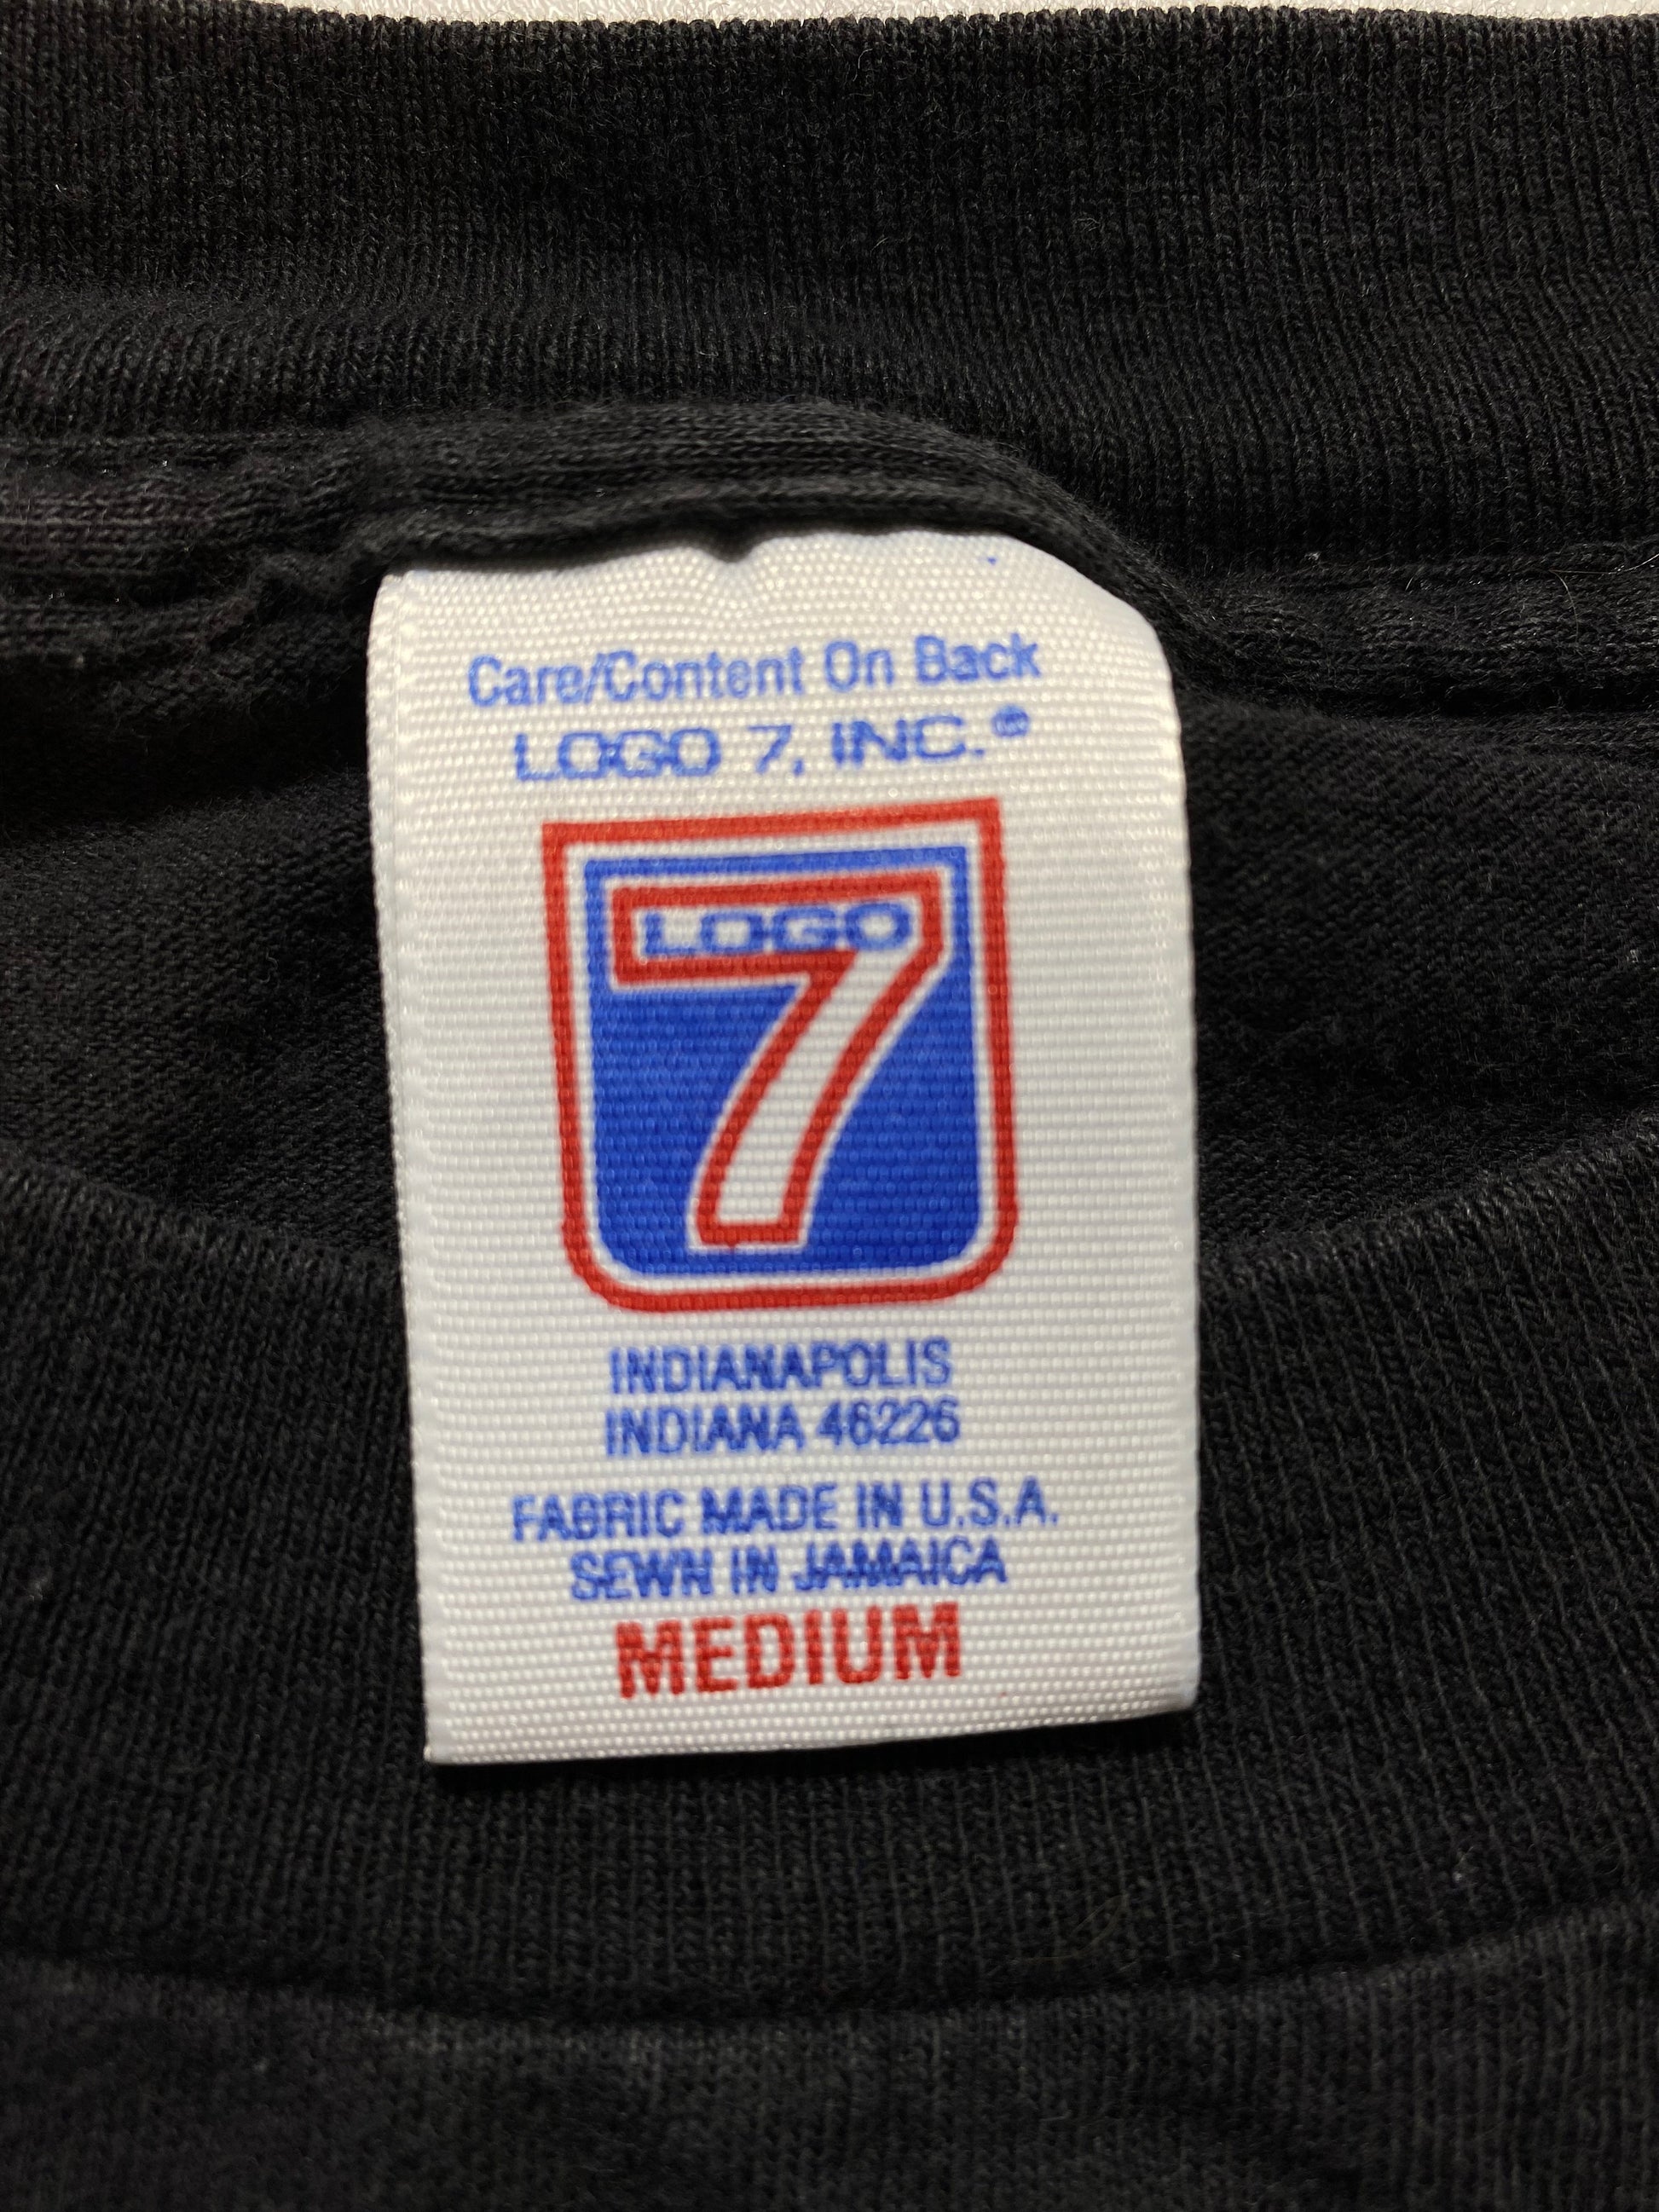 Care/Content On Back
LOGO 7, INC.®
LOGO
7
INDIANAPOLIS
INDIANA 46226
FABRIC MADE IN U.S.A.
SEWN IN JAMAICA
MEDIUM